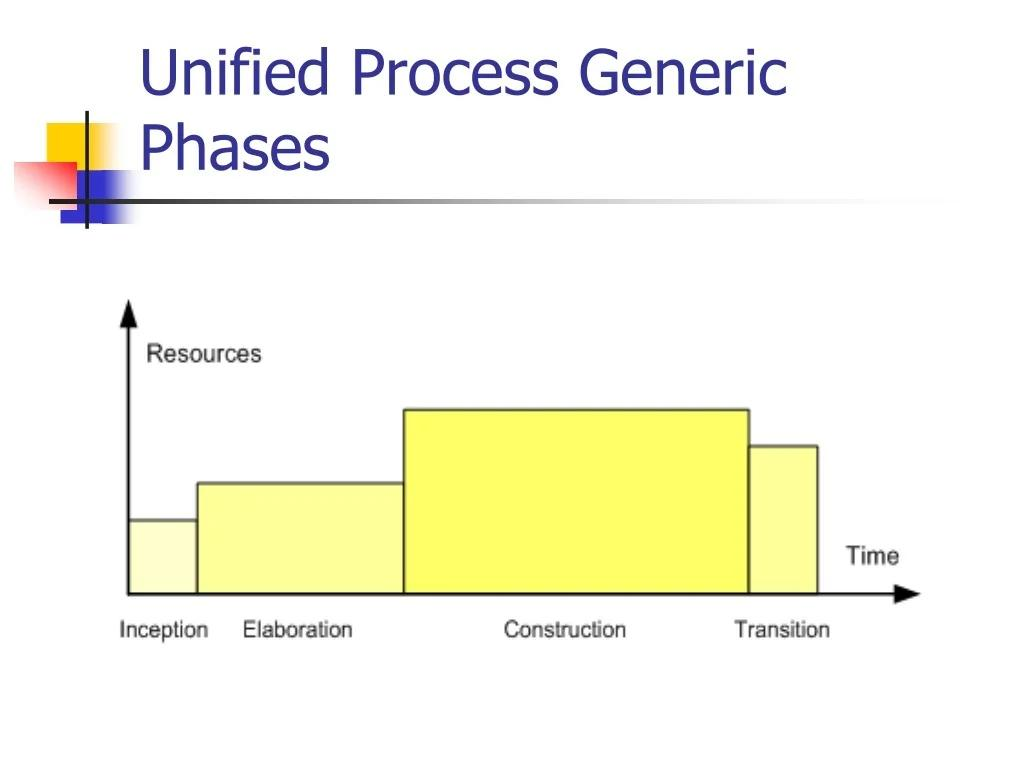 Unified Process Generic
Phases
Resources
Time
Inception Elaboration Construction Transition